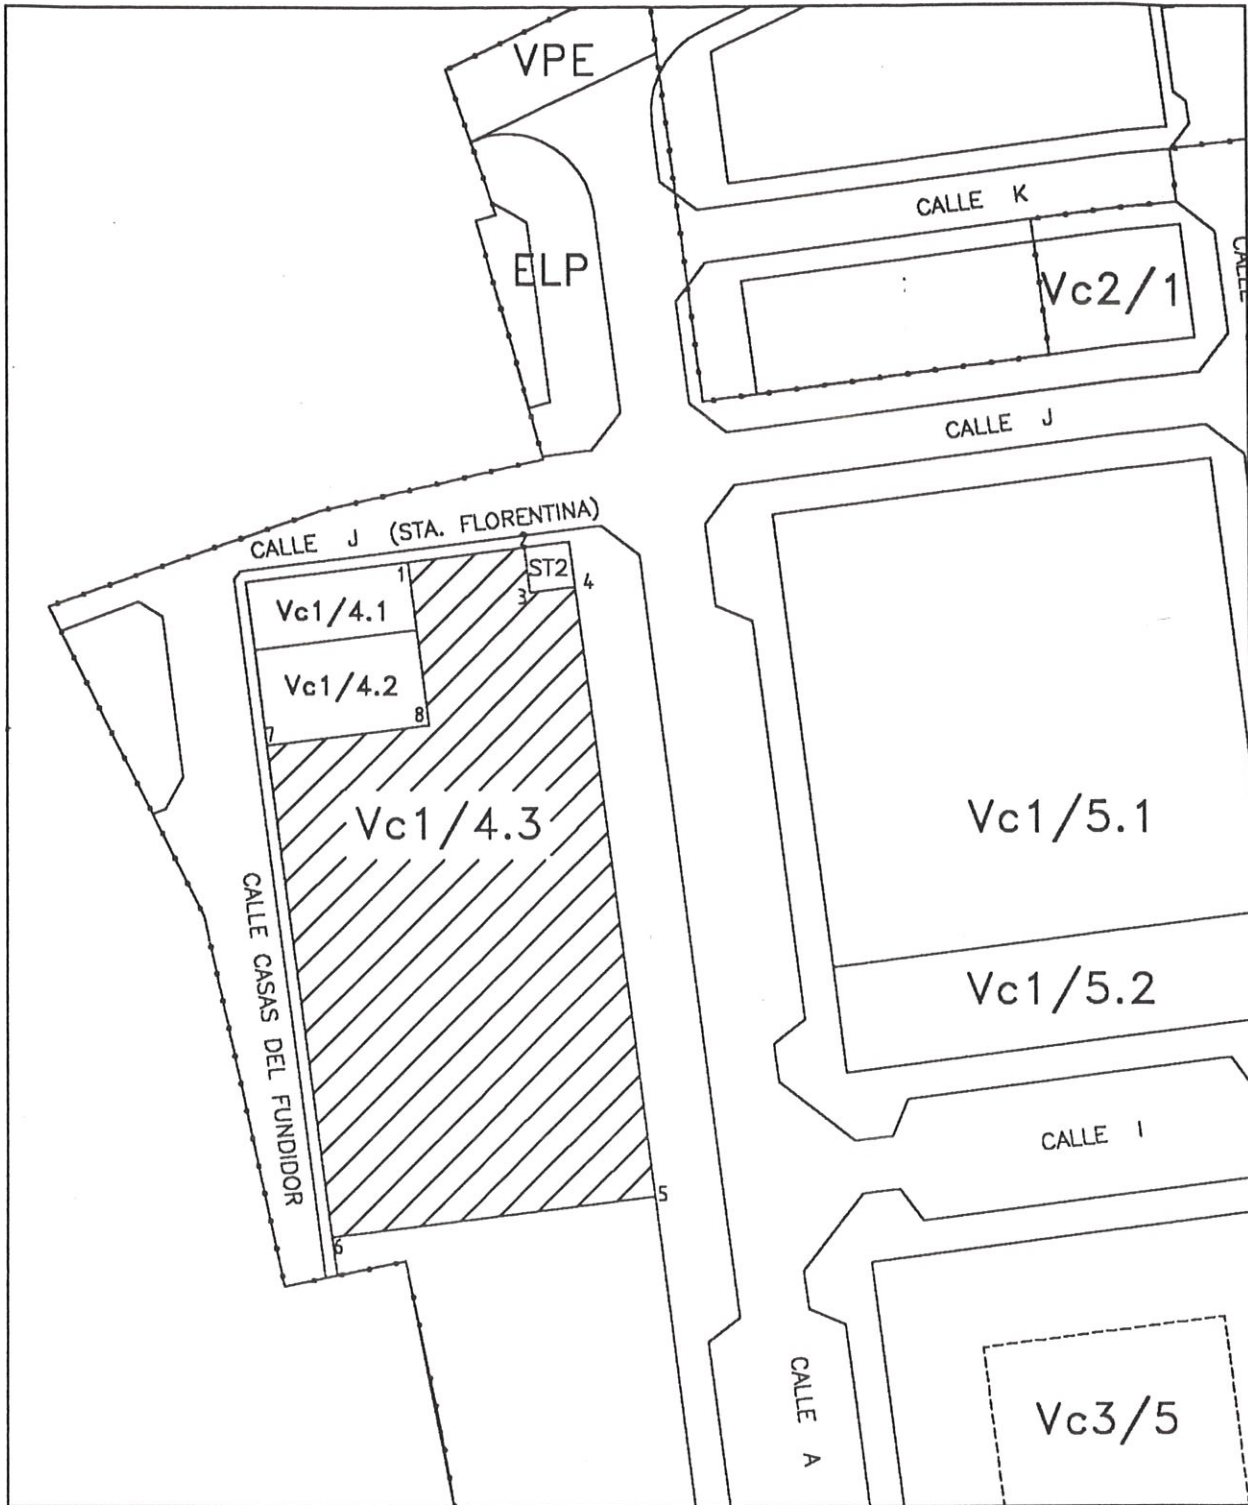 VPE
CALLE K
ELP
Vc2/1
CALLE
CALLE J
CALLE J (STA. FLORENTINA)
2
1
ST2
4
3
Vc1/4.1
Vc1/4.2
8
7
Vc1/4.3
Vc1/5.1
CALLE CASAS DEL FUNDIDOR
Vc1/5.2
CALLE I
5
6
CALLE A
Vc3/5